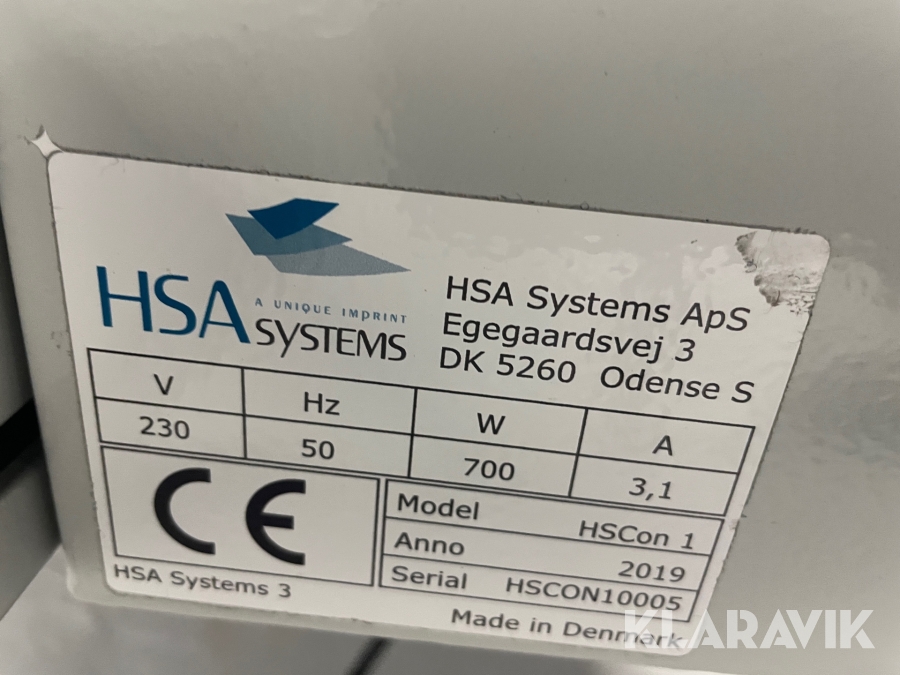 HSA A UNIQUE IMPRINT
SYSTEMS
HSA Systems ApS
Egegaardsvej 3
DK 5260 Odense S
V Hz W A
230 50 700 3,1
CE
Model HSCon 1
Anno 2019
Serial HSCON10005
HSA Systems 3
Made in Denmark
KLARAVIK